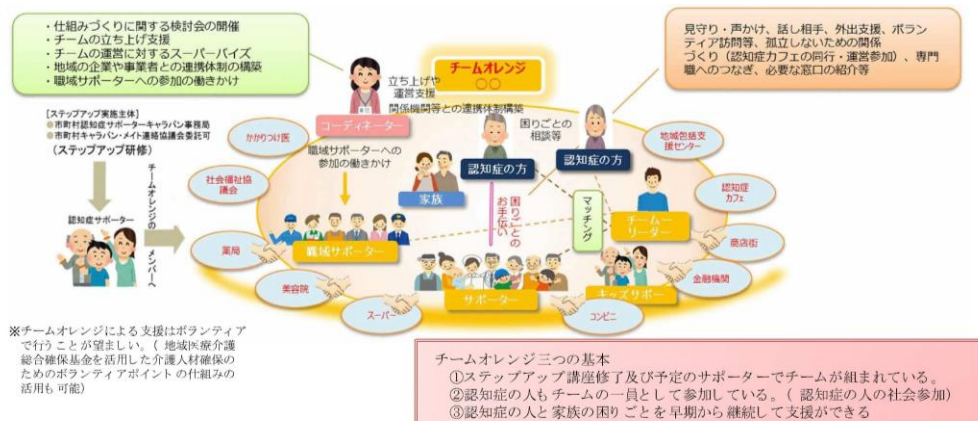 ・仕組みづくりに関する検討会の開催
・チームの立ち上げ支援
・チームの運営に対するスーパーバイズ
・地域の企業や事業者との連携体制の構築
・職域サポーターへの参加の働きかけ
チームオレンジ
○○
見守り・声かけ、話し相手、外出支援、ボラン
ティア訪問等、孤立しないための関係
づくり（認知症カフェの同行・運営参加）、専門
職へのつなぎ、必要な窓口の紹介等
立ち上げや
運営支援
関係機関等との連携体制構築
コーディネーター
【ステップアップ実施主体】
●市町村認知症サポーターキャラバン事務局
●市町村キャラバン・メイト連絡協議会委託可
（ステップアップ研修）
認知症サポーター
チームオレンジの
メンバーへ
かかりつけ医
社会福祉協
議会
薬局
美容院
スーパー
コンビニ
金融機関
商店街
認知症
カフェ
地域包括支
援センター
職域サポーターへの
参加の働きかけ
家族
認知症の方
困りごとの
相談等
認知症の方
困りごとの
お手伝い
マッチング
チームー
リーダー
職域サポーター
サポーター
キッズサポー
※チームオレンジによる支援はボランティア
で行うことが望ましい。( 地域医療介護
総合確保基金を活用した介護人材確保の
ためのボランティアポイントの仕組みの
活用も可能)
チームオレンジ三つの基本
①ステップアップ講座修了及び予定のサポーターでチームが組まれている。
②認知症の人もチームの一員として参加している。( 認知症の人の社会参加)
③認知症の人と家族の困りごとを早期から継続して支援ができる